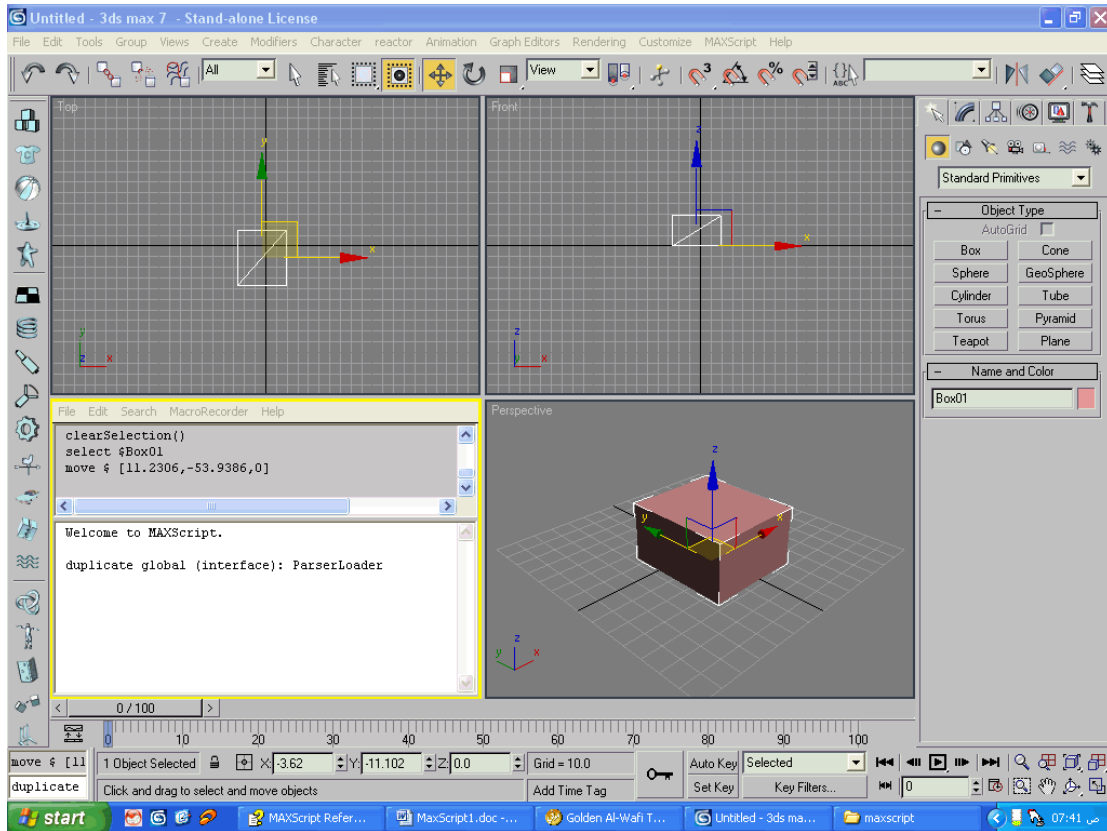 Untitled - 3ds max 7 - Stand-alone License
File Edit Tools Group Views Create Modifiers Character reactor Animation Graph Editors Rendering Customize MAXScript Help
All View 3 % {} ABC
Top
y
x
y
z x
Front
z
x
z
y x
Standard Primitives
- Object Type
AutoGrid
Box Cone
Sphere GeoSphere
Cylinder Tube
Torus Pyramid
Teapot Plane
- Name and Color
Box01
File Edit Search MacroRecorder Help
clearSelection()
select $Box01
move $ [11.2306,-53.9386,0]
Welcome to MAXScript.
duplicate global (interface): ParserLoader
Perspective
z
y x
z
y x
< 0 / 100 >
0 10 20 30 40 50 60 70 80 90 100
move $ [11 1 Object Selected X: -3.62 Y: -11.102 Z: 0.0 Grid = 10.0 Auto Key Selected
duplicate Click and drag to select and move objects Add Time Tag Set Key Key Filters... 0
start MAXScript Refer... MaxScript1.doc -... Golden Al-Wafi T... Untitled - 3ds ma... maxscript 07:41 ص